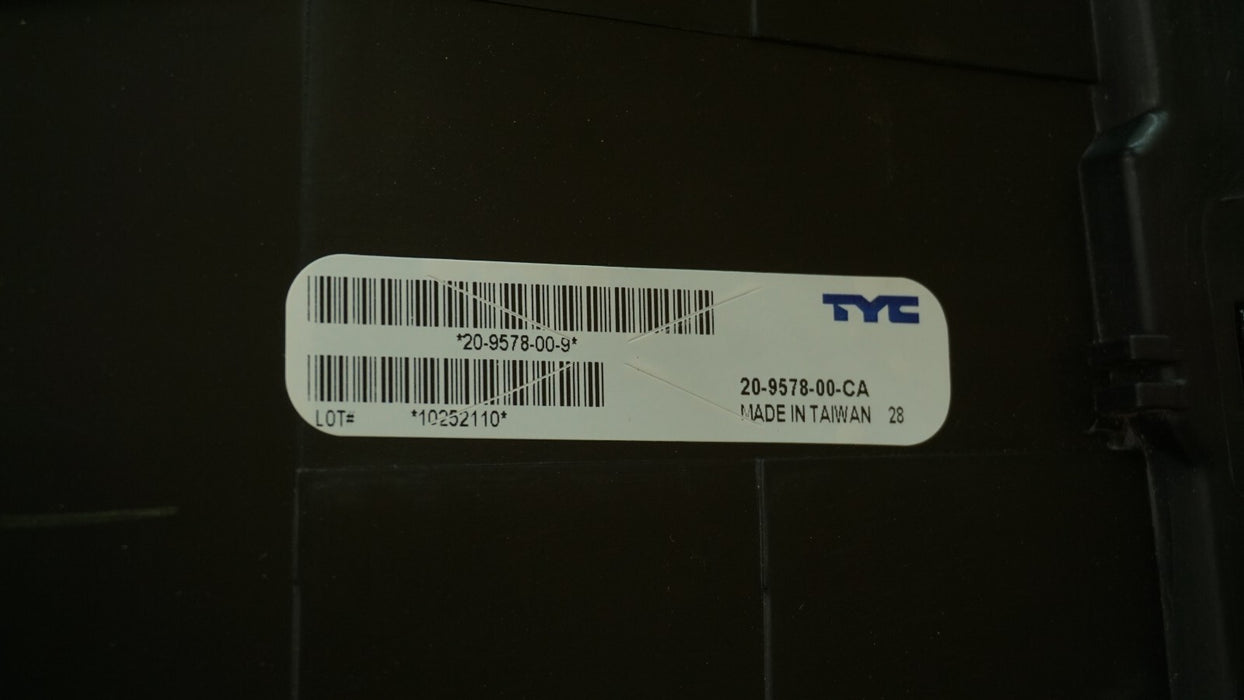 TYC
*20-9578-00-9*
20-9578-00-CA
LOT# *10252110*
MADE IN TAIWAN 28